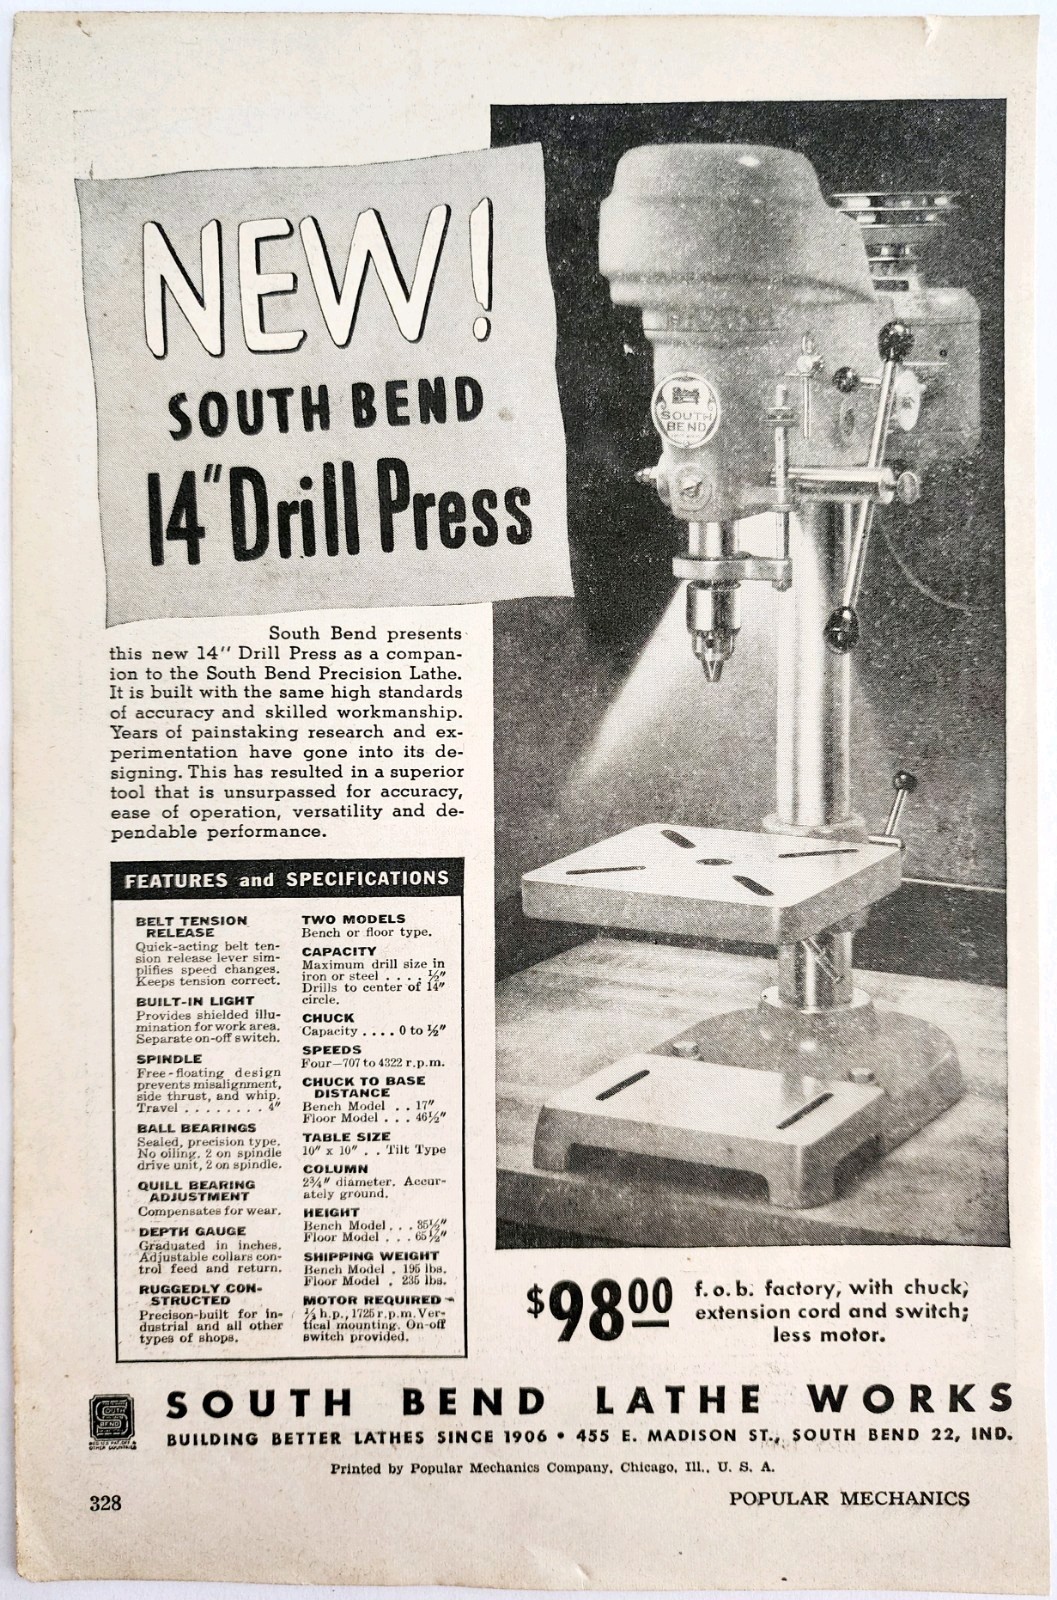 NEW!
SOUTH BEND
14" Drill Press
South Bend presents
this new 14" Drill Press as a compan-
ion to the South Bend Precision Lathe.
It is built with the same high standards
of accuracy and skilled workmanship.
Years of painstaking research and ex-
perimentation have gone into its de-
signing. This has resulted in a superior
tool that is unsurpassed for accuracy,
ease of operation, versatility and de-
pendable performance.
SOUTH
BEND
FEATURES and SPECIFICATIONS
BELT TENSION
RELEASE
Quick-acting belt ten-
sion release lever sim-
plifies speed changes.
Keeps tension correct.
BUILT-IN LIGHT
Provides shielded illu-
mination for work area.
Separate on-off switch.
SPINDLE
Free-floating design
prevents misalignment,
side thrust, and whip.
Travel . . . . . . . . 4"
BALL BEARINGS
Sealed, precision type.
No oiling. 2 on spindle
drive unit, 2 on spindle.
QUILL BEARING
ADJUSTMENT
Compensates for wear.
DEPTH GAUGE
Graduated in inches.
Adjustable collars con-
trol feed and return.
RUGGEDLY CON-
STRUCTED
Precison-built for in-
dustrial and all other
types of shops.
TWO MODELS
Bench or floor type.
CAPACITY
Maximum drill size in
iron or steel . . . . ½"
Drills to center of 14"
circle.
CHUCK
Capacity . . . . 0 to ½"
SPEEDS
Four—707 to 4322 r.p.m.
CHUCK TO BASE
DISTANCE
Bench Model . . 17"
Floor Model . . . 46½"
TABLE SIZE
10" x 10" . . Tilt Type
COLUMN
2¾" diameter. Accur-
ately ground.
HEIGHT
Bench Model . . . 35½"
Floor Model . . . 65½"
SHIPPING WEIGHT
Bench Model . 195 lbs.
Floor Model . 235 lbs.
MOTOR REQUIRED
h.p., 1725 r.p.m. Ver-
tical mounting. On-off
switch provided.
$98.00
f. o. b. factory, with chuck,
extension cord and switch;
less motor.
SOUTH BEND
SOUTH BEND LATHE WORKS
BUILDING BETTER LATHES SINCE 1906 • 455 E. MADISON ST., SOUTH BEND 22, IND.
Printed by Popular Mechanics Company, Chicago, Ill., U. S. A.
328
POPULAR MECHANICS